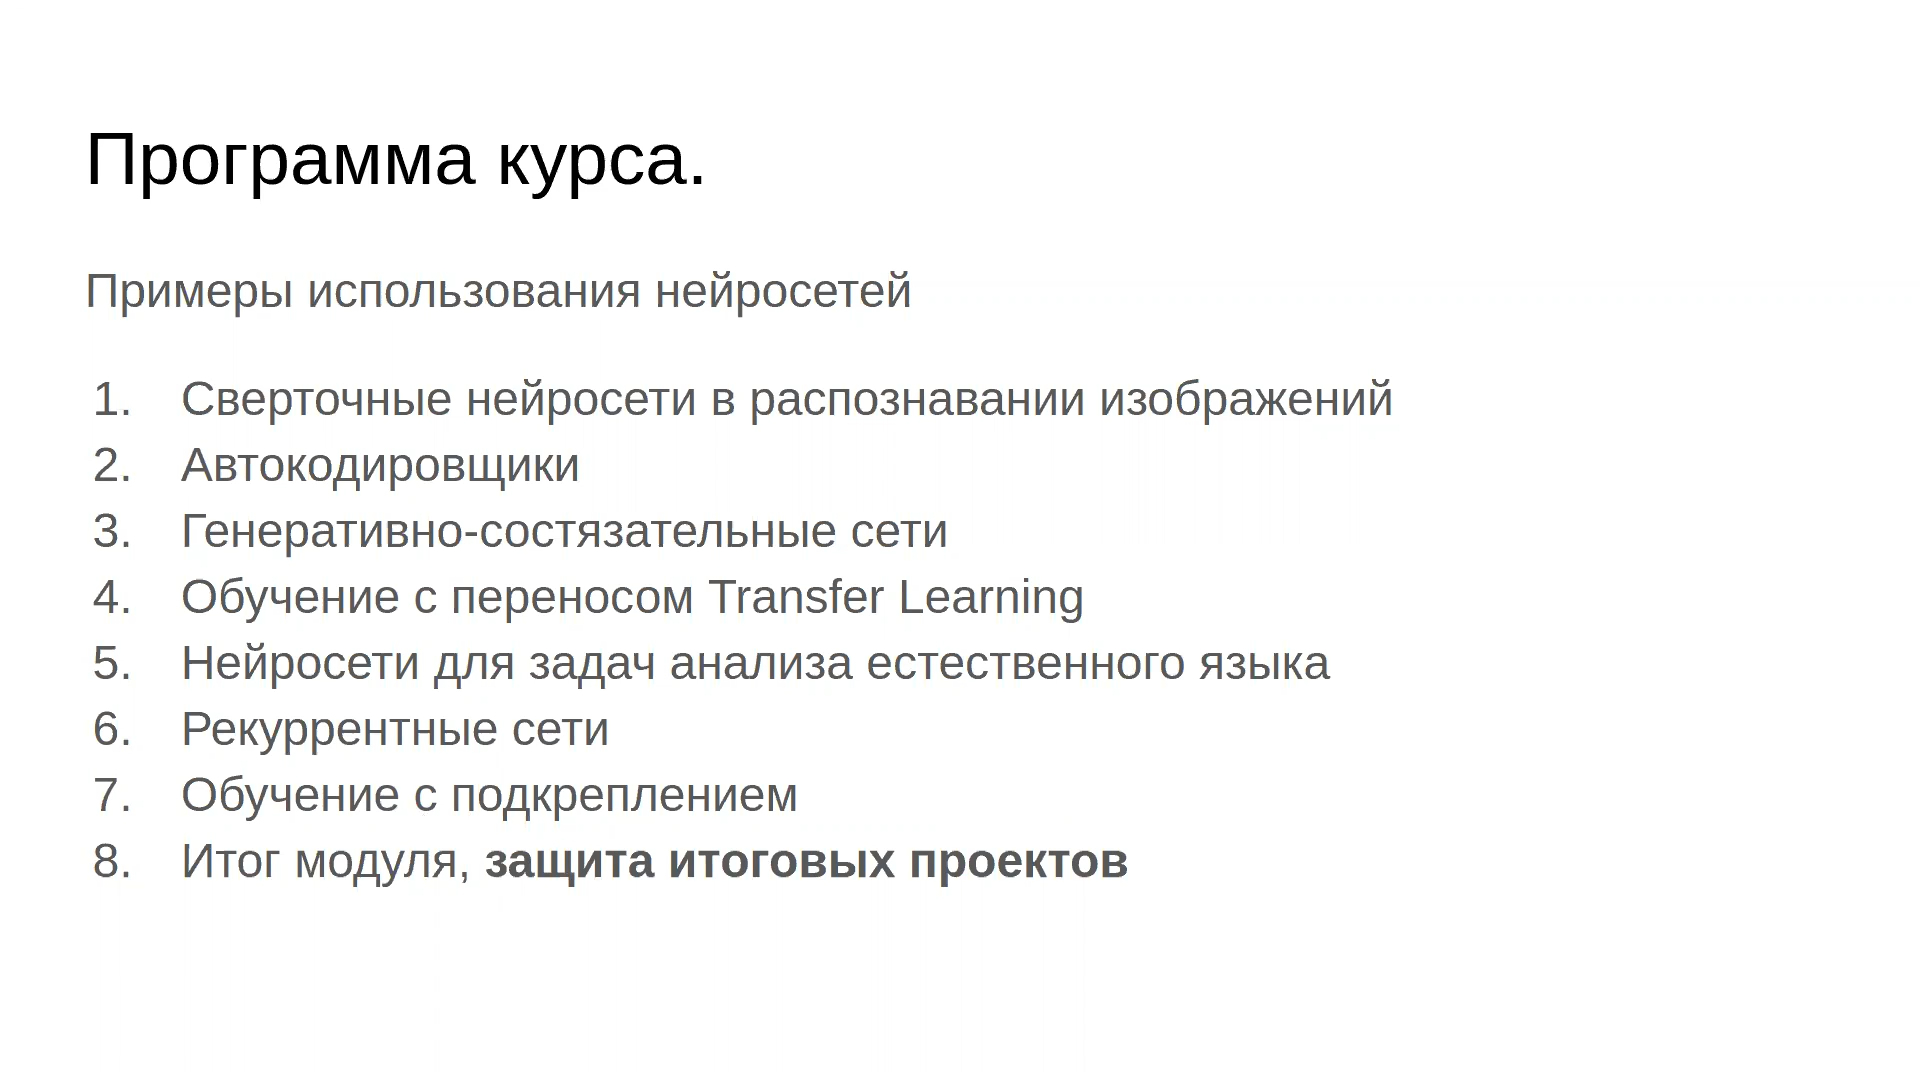 Программа курса.
Примеры использования нейросетей
1. Сверточные нейросети в распознавании изображений
2. Автокодировщики
3. Генеративно-состязательные сети
4. Обучение с переносом Transfer Learning
5. Нейросети для задач анализа естественного языка
6. Рекуррентные сети
7. Обучение с подкреплением
8. Итог модуля, защита итоговых проектов